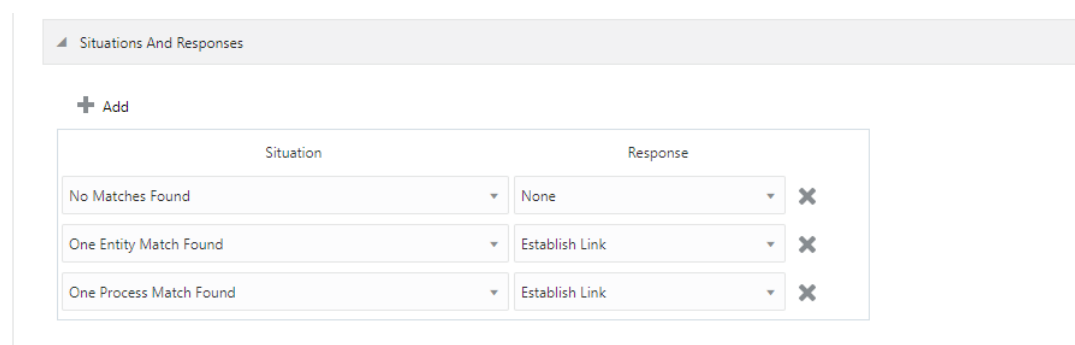 Situations And Responses
Add
Situation Response
No Matches Found None
One Entity Match Found Establish Link
One Process Match Found Establish Link